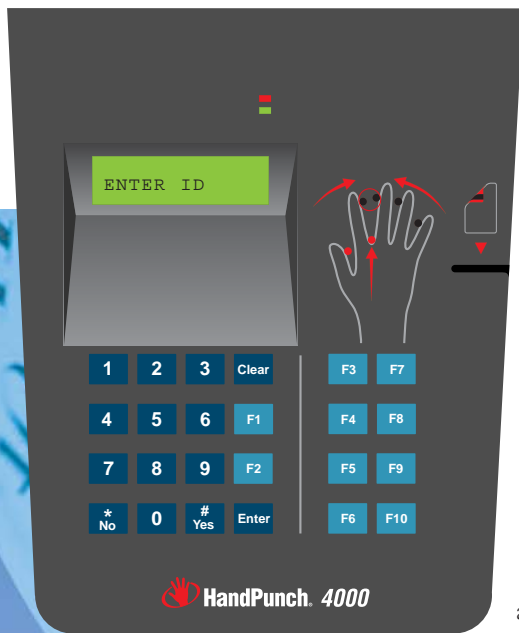 ENTER ID
1 2 3 Clear F3 F7
4 5 6 F1 F4 F8
7 8 9 F2 F5 F9
* No 0 # Yes Enter F6 F10
HandPunch. 4000
a